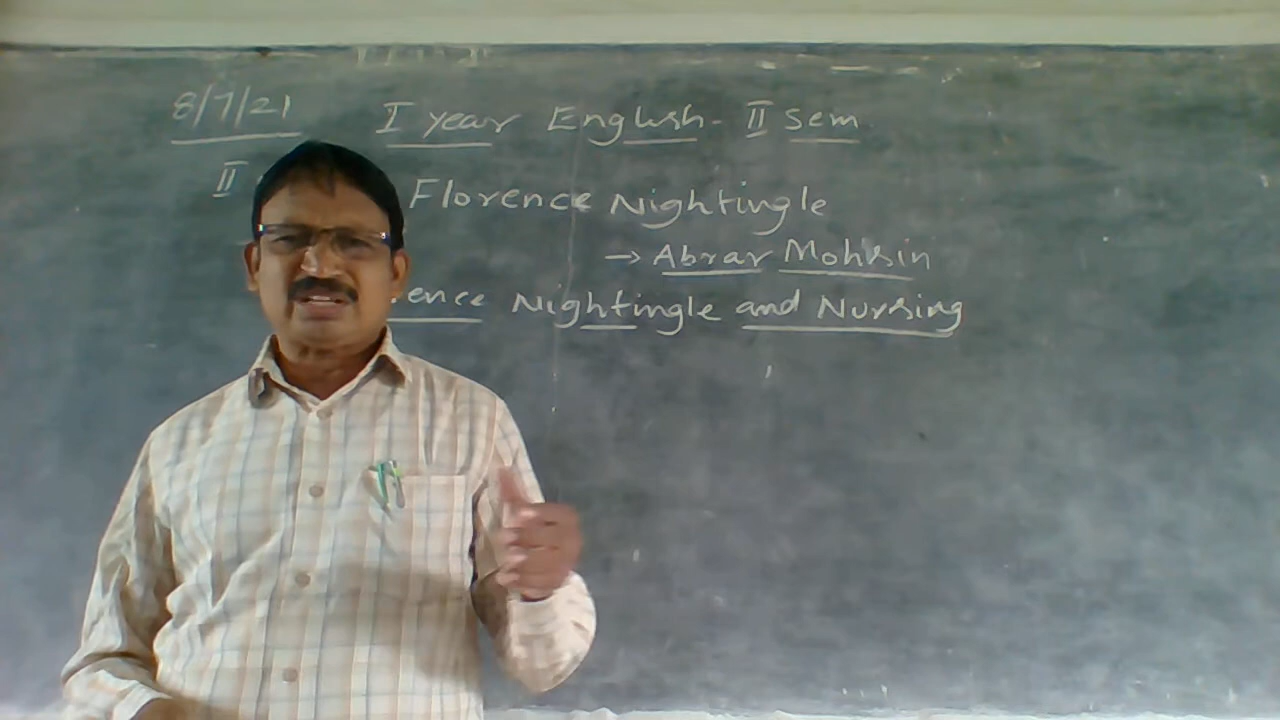 8/7/21 I year English - II Sem
II Florence Nightingle
→ Abrar Mohsin
ence Nightingle and Nursing